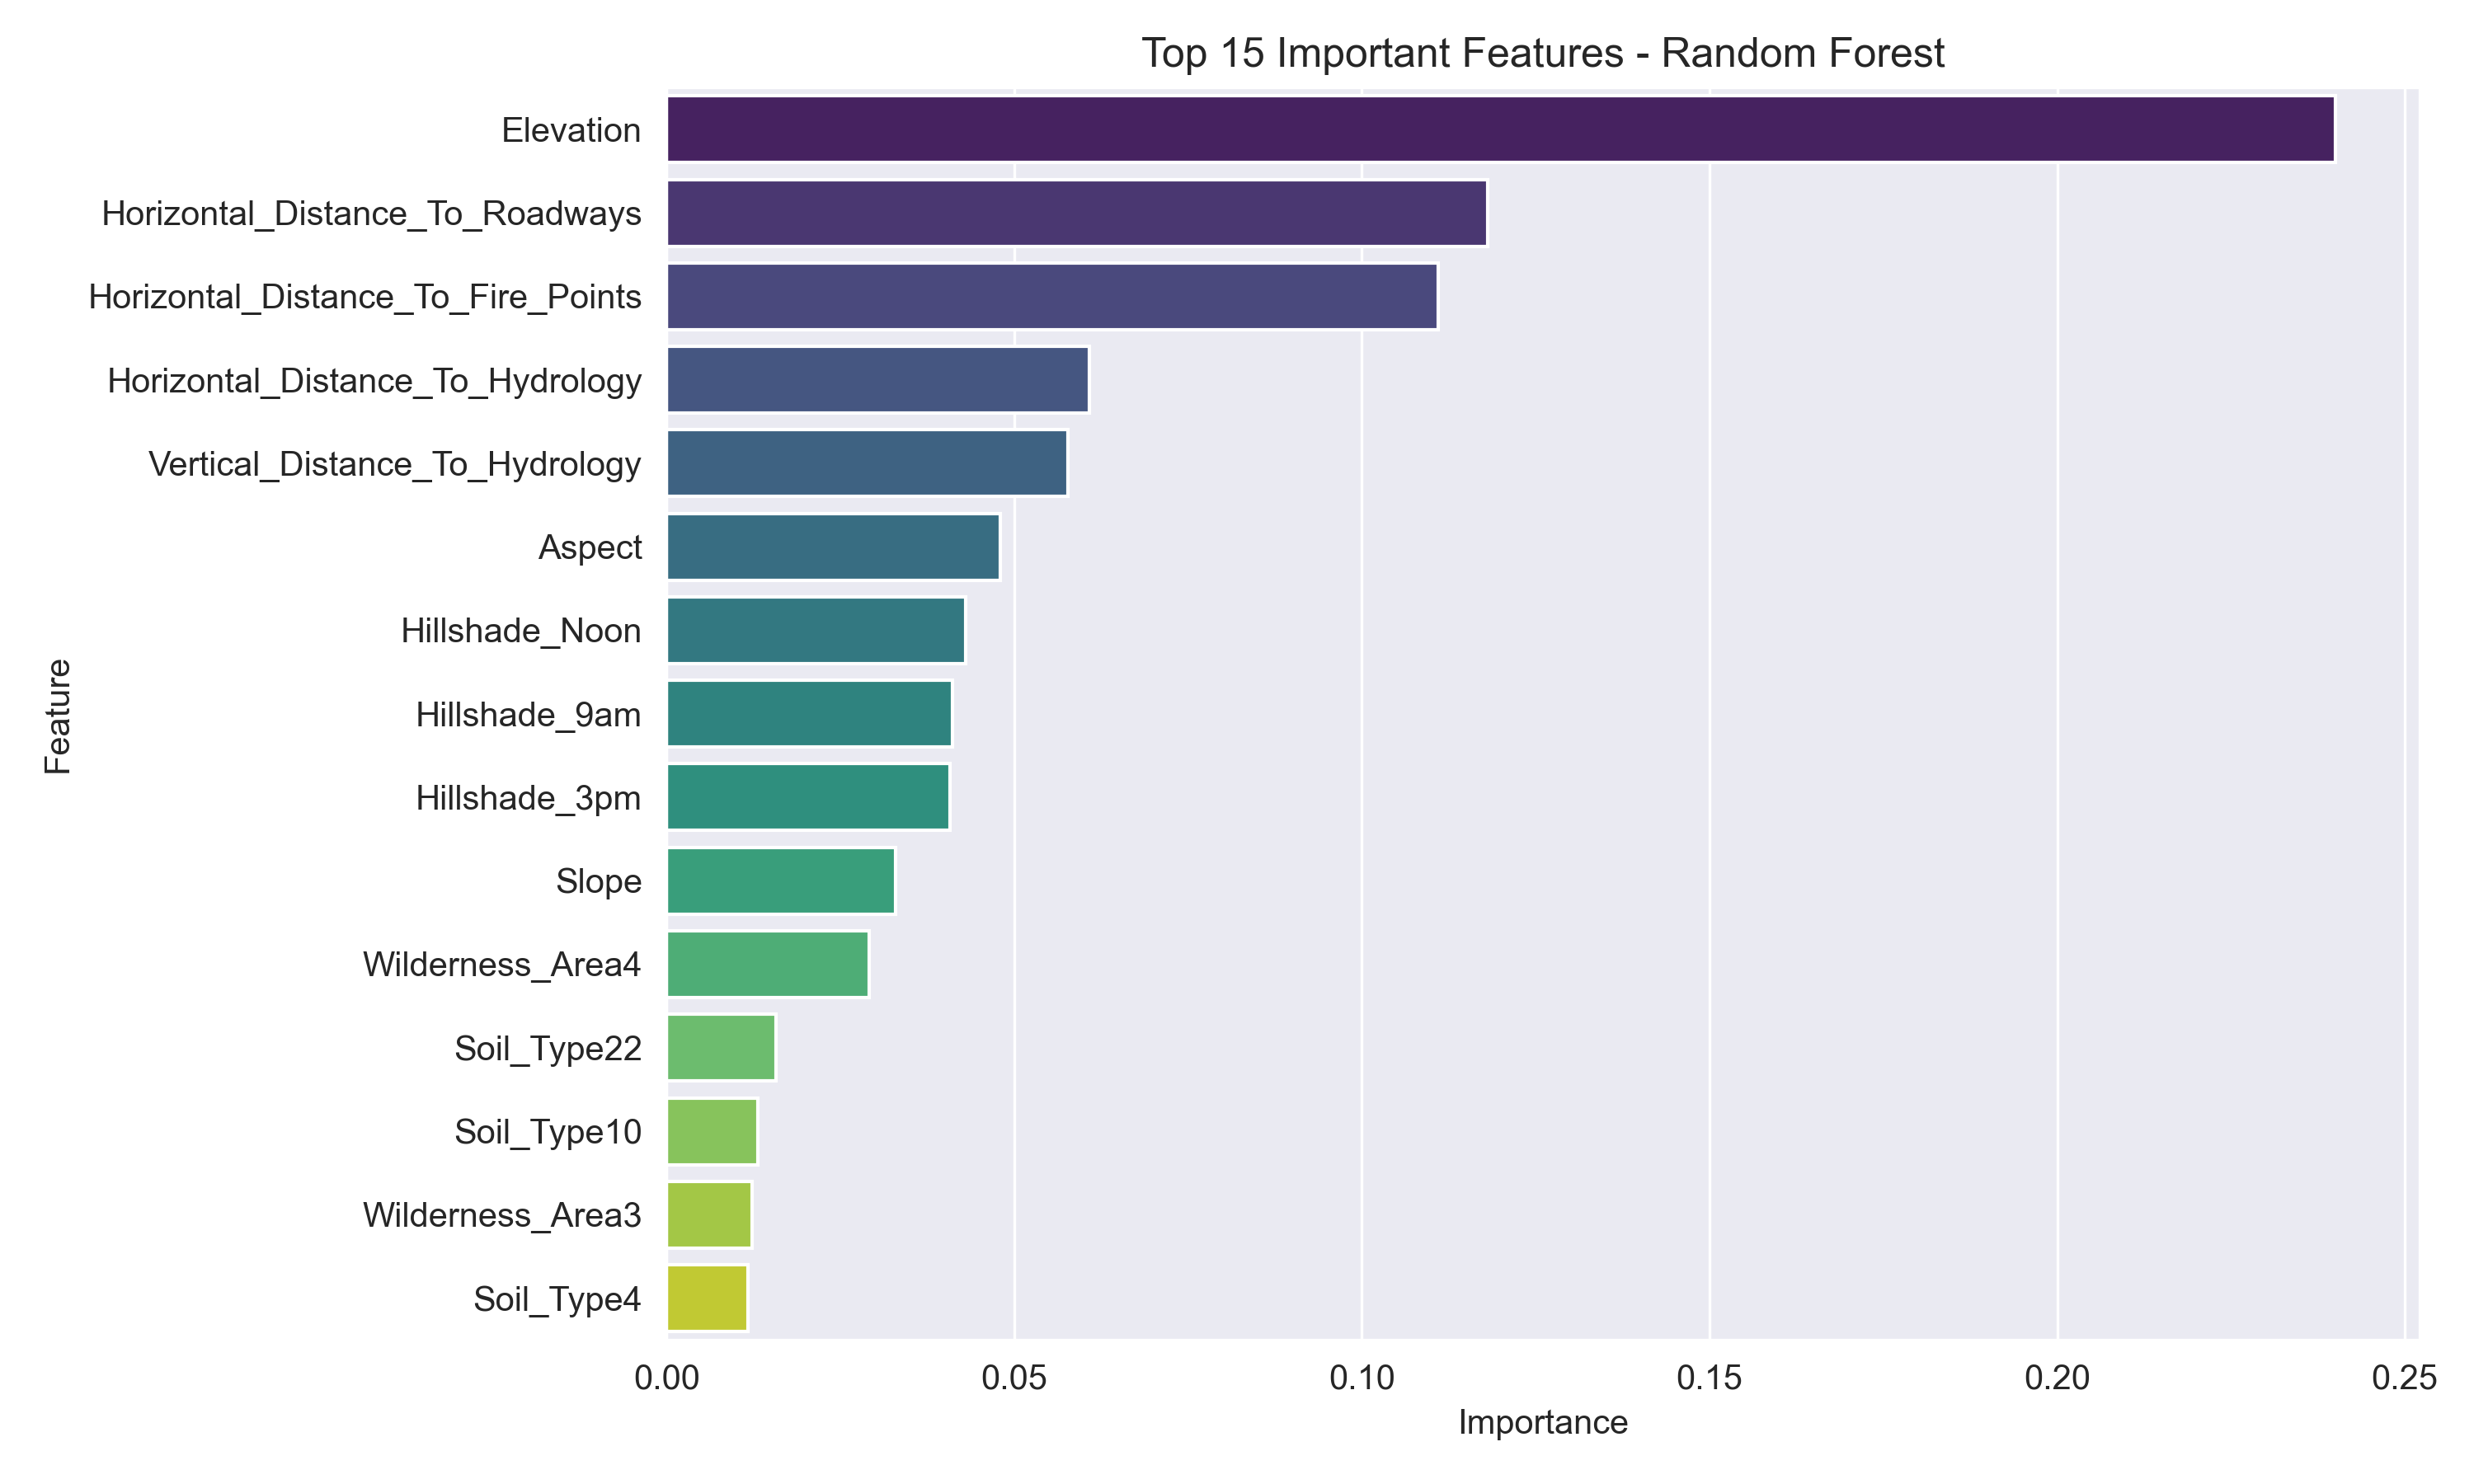 Top 15 Important Features - Random Forest
Elevation
Horizontal_Distance_To_Roadways
Horizontal_Distance_To_Fire_Points
Horizontal_Distance_To_Hydrology
Vertical_Distance_To_Hydrology
Aspect
Hillshade_Noon
Hillshade_9am
Hillshade_3pm
Slope
Wilderness_Area4
Soil_Type22
Soil_Type10
Wilderness_Area3
Soil_Type4
Feature
0.00 0.05 0.10 0.15 0.20 0.25
Importance